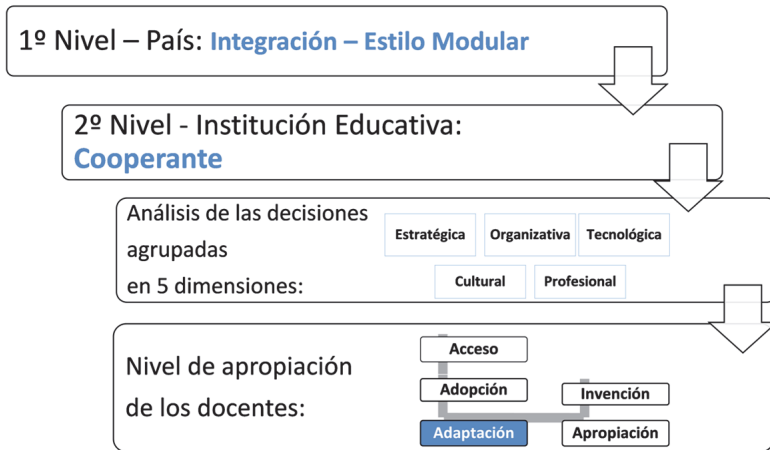 1º Nivel – País: Integración – Estilo Modular
2º Nivel - Institución Educativa:
Cooperante
Análisis de las decisiones
agrupadas
en 5 dimensiones:
Estratégica
Organizativa
Tecnológica
Cultural
Profesional
Nivel de apropiación
de los docentes:
Acceso
Adopción
Adaptación
Apropiación
Invención